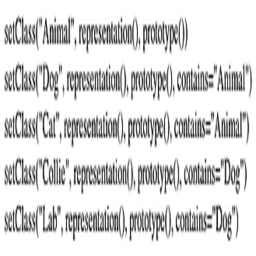 setClass("Animal", representation(), prototype())
setClass("Dog", representation(), prototype(), contains="Animal")
setClass("Cat", representation(), prototype(), contains="Animal")
setClass("Collie", representation(), prototype(), contains="Dog")
setClass("Lab", representation(), prototype(), contains="Dog")